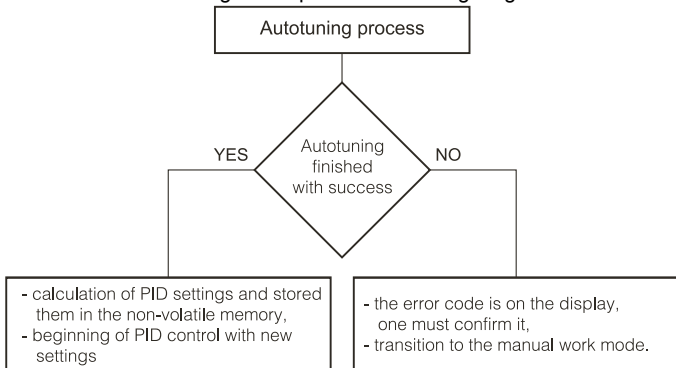 Autotuning process
Autotuning
finished
with success
YES
NO
- calculation of PID settings and stored
them in the non-volatile memory,
- beginning of PID control with new
settings
- the error code is on the display,
one must confirm it,
- transition to the manual work mode.